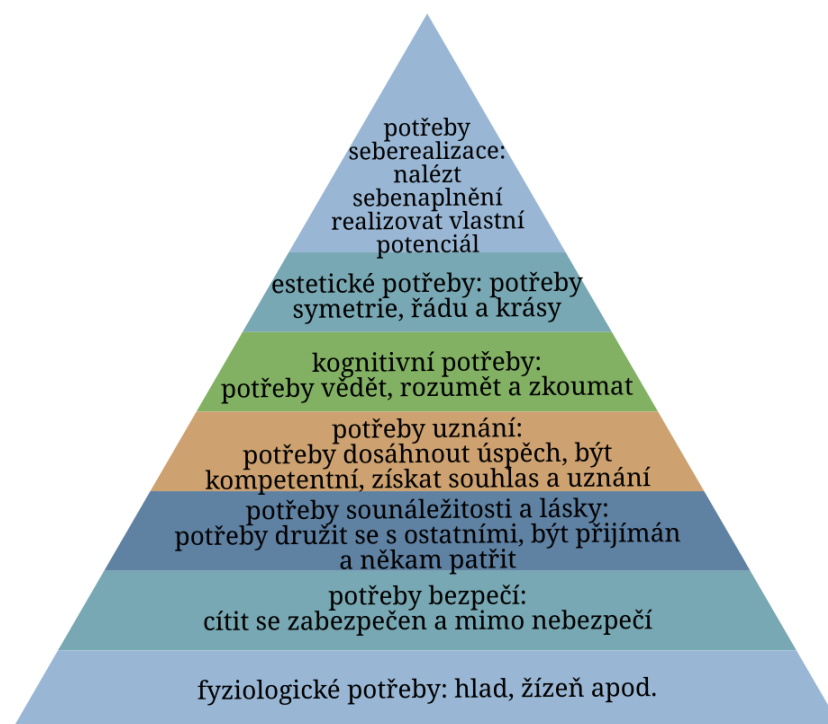 potřeby
seberealizace:
nalézt
sebenaplnění
realizovat vlastní
potenciál
estetické potřeby: potřeby
symetrie, řádu a krásy
kognitivní potřeby:
potřeby vědět, rozumět a zkoumat
potřeby uznání:
potřeby dosáhnout úspěch, být
kompetentní, získat souhlas a uznání
potřeby sounáležitosti a lásky:
potřeby družit se s ostatními, být přijímán
a někam patřit
potřeby bezpečí:
cítit se zabezpečen a mimo nebezpečí
fyziologické potřeby: hlad, žízeň apod.